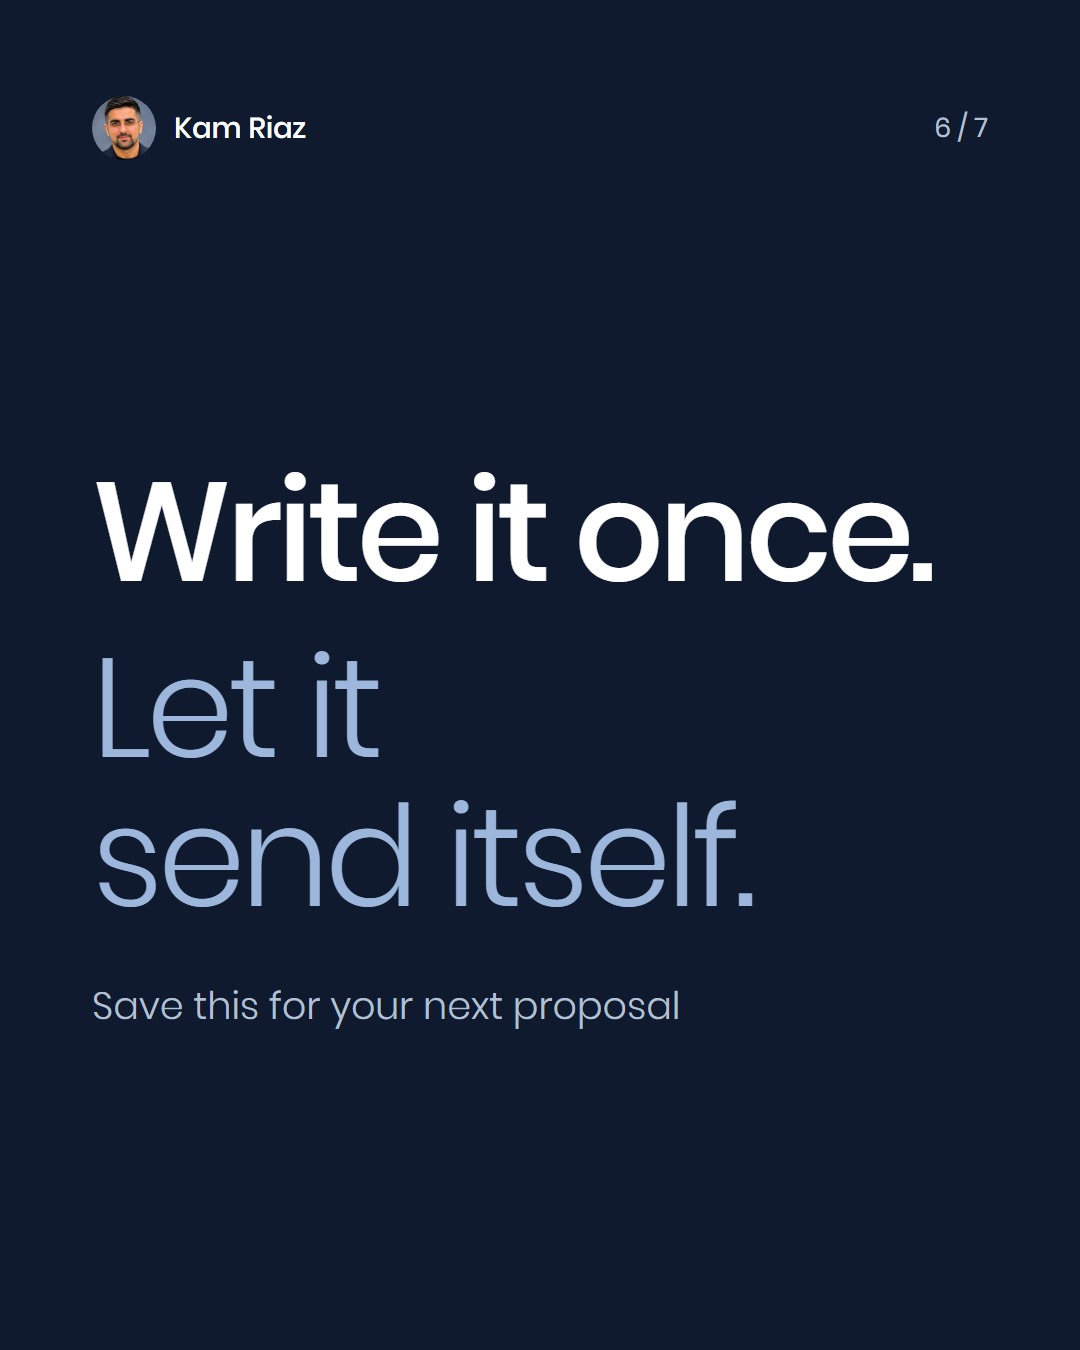 Kam Riaz
6 / 7
Write it once.
Let it
send itself.
Save this for your next proposal